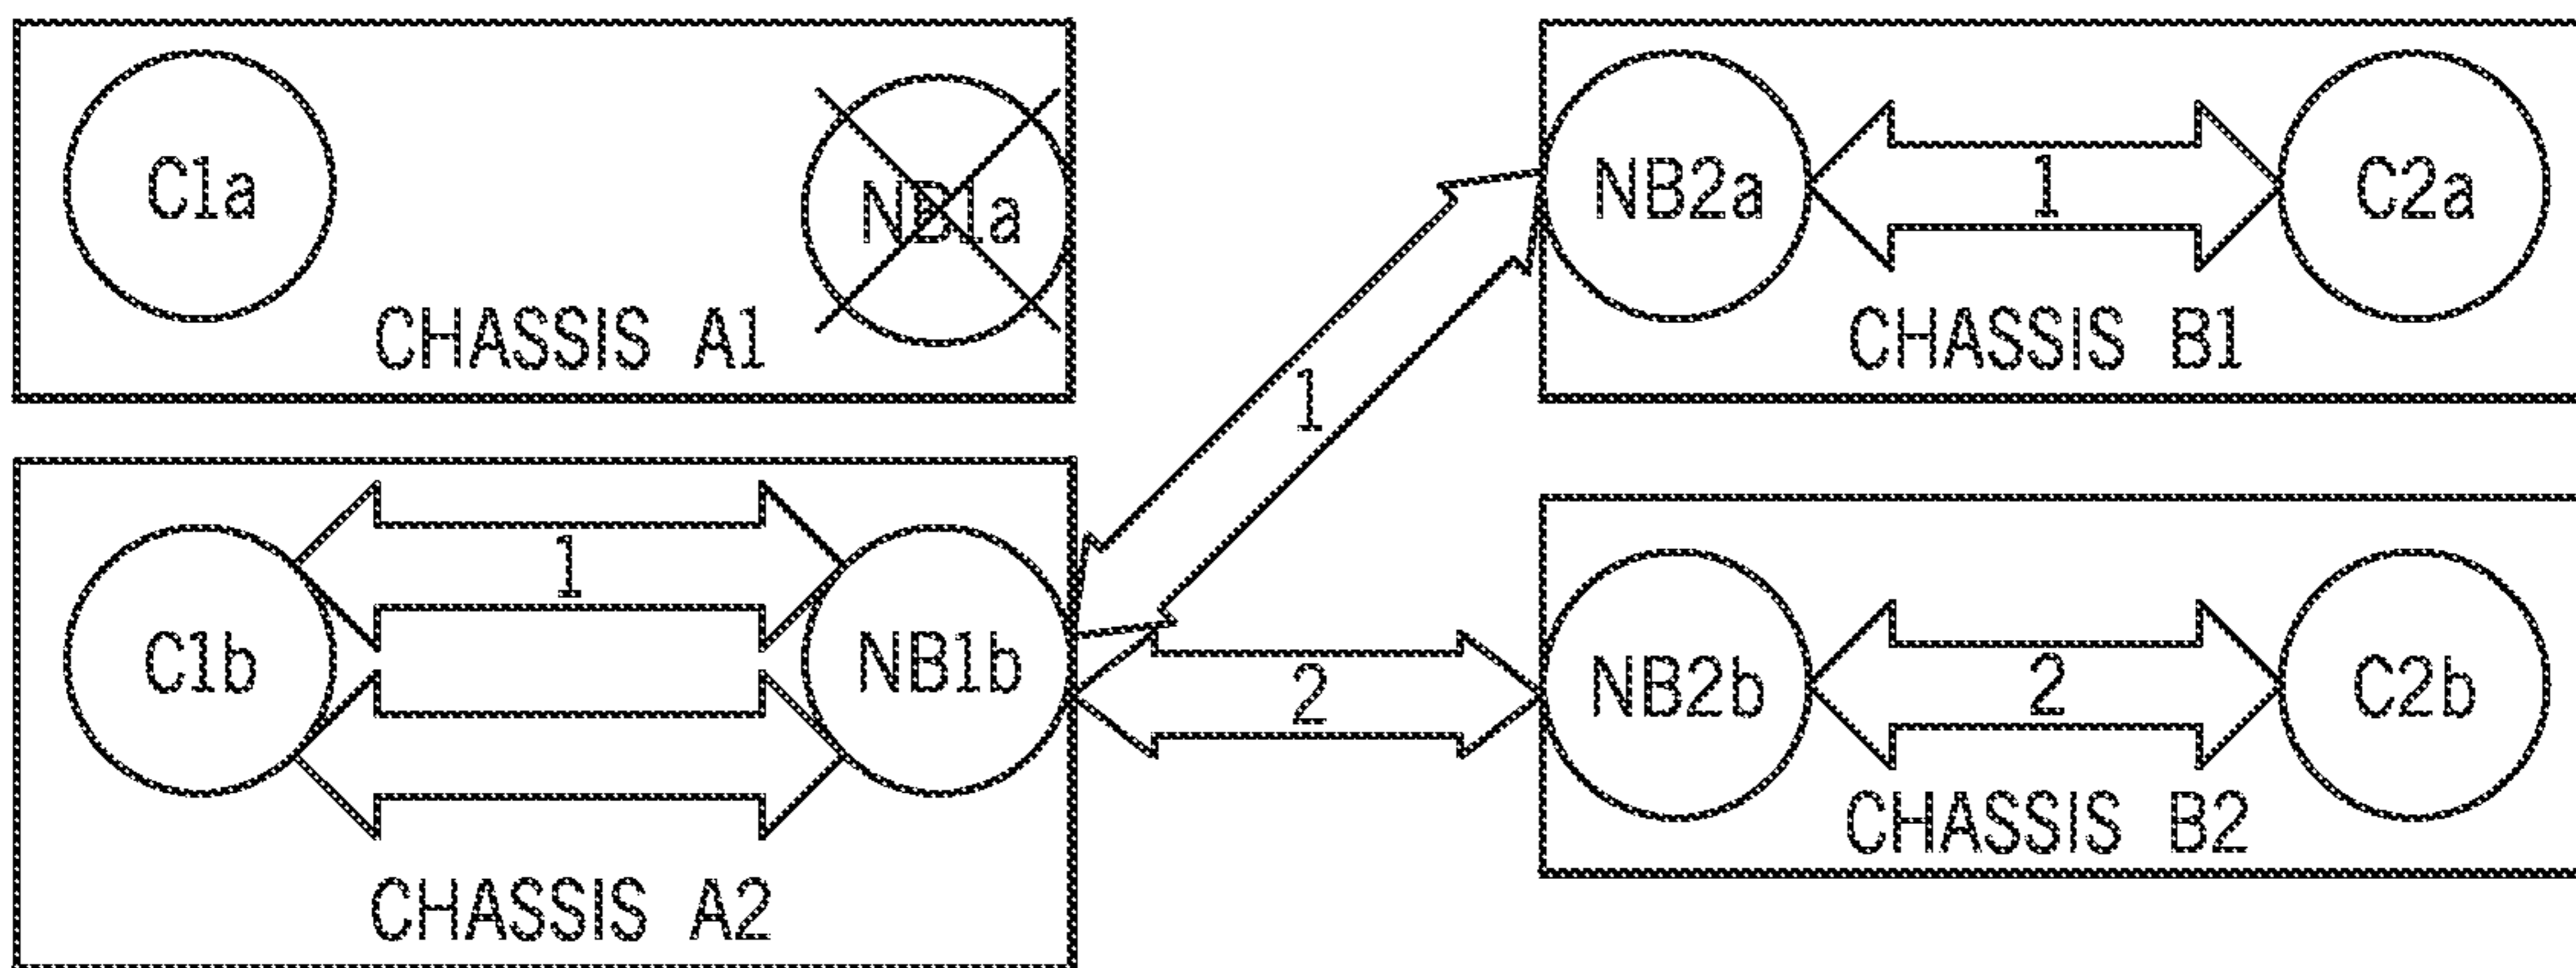 C1a
NB1a
CHASSIS A1
NB2a
1
C2a
CHASSIS B1
1
C1b
1
NB1b
CHASSIS A2
2
NB2b
2
C2b
CHASSIS B2